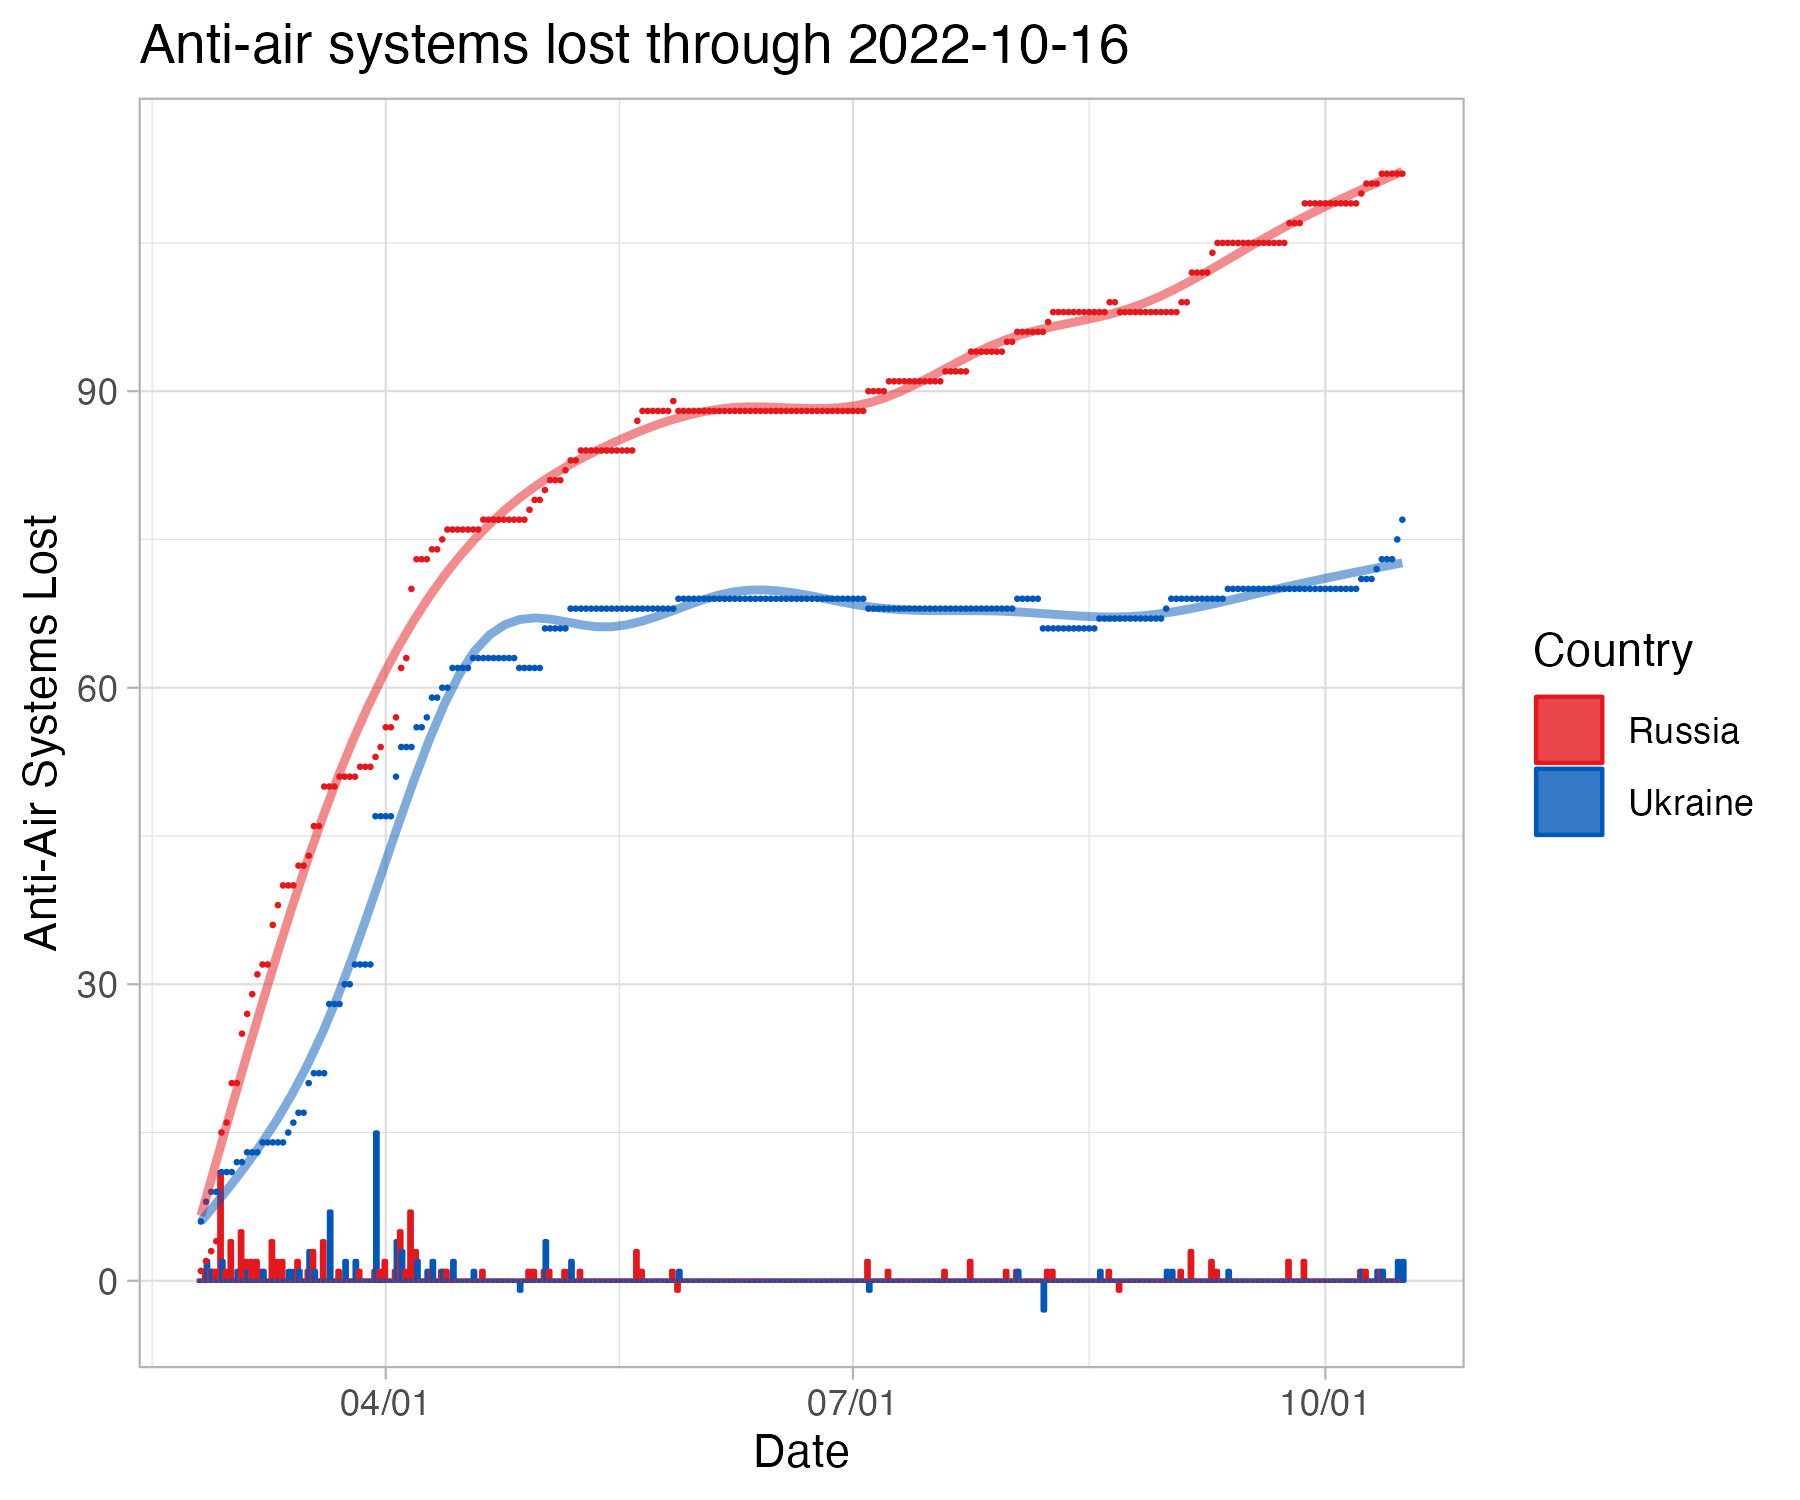 Anti-air systems lost through 2022-10-16
Anti-Air Systems Lost
90
60
30
0
04/01
07/01
10/01
Date
Country
Russia
Ukraine